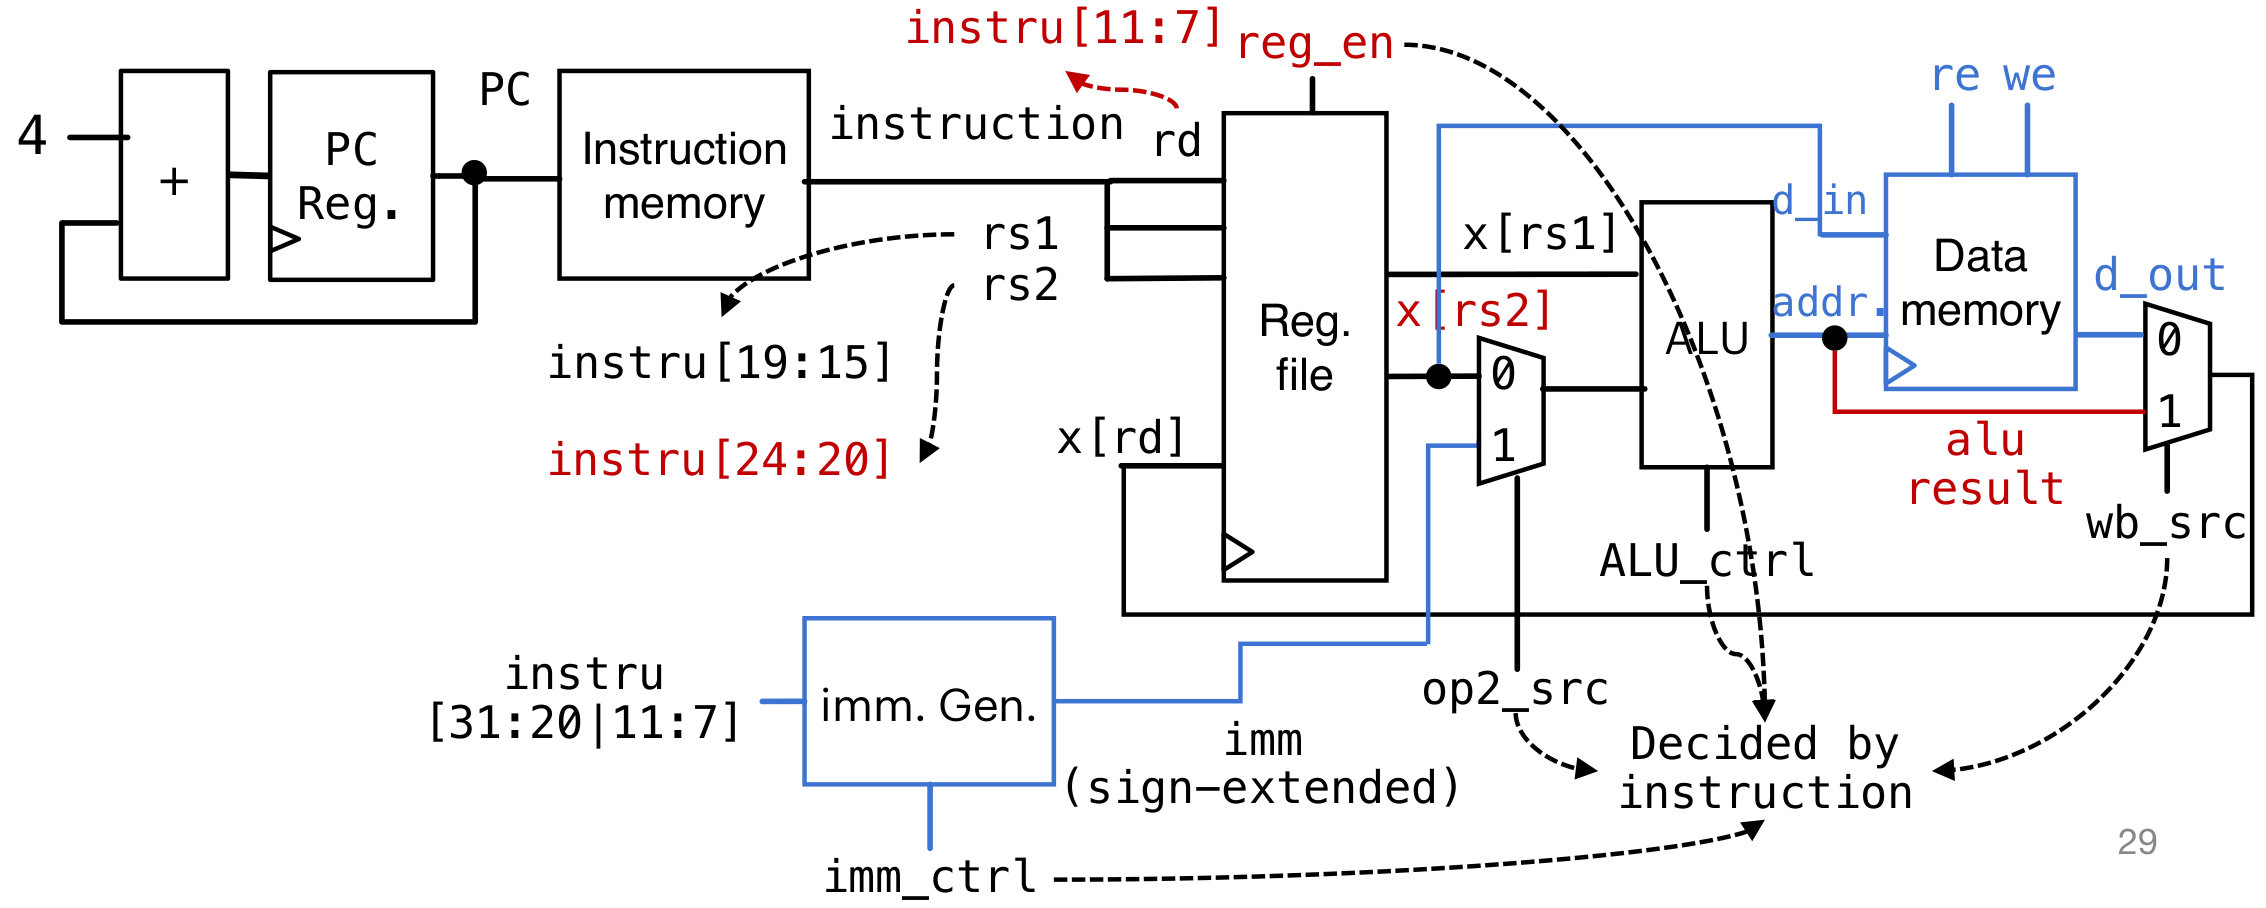 instru[11:7]
reg_en
4
+
PC
Reg.
PC
Instruction
memory
instruction
rd
rs1
rs2
instru[19:15]
instru[24:20]
x[rd]
Reg.
file
x[rs1]
x[rs2]
0
1
ALU
re we
d_in
addr.
Data
memory
d_out
0
1
alu
result
wb_src
ALU_ctrl
op2_src
instru
[31:20|11:7]
imm. Gen.
imm
(sign-extended)
imm_ctrl
Decided by
instruction
29